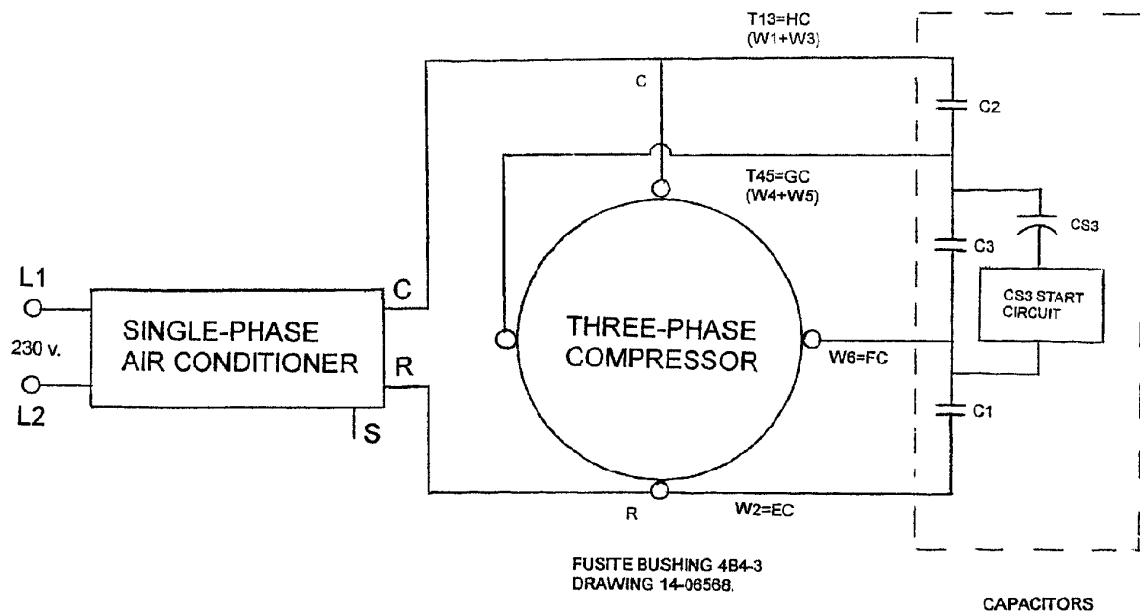 T13=HC
(W1+W3)
C
C2
T45=GC
(W4+W5)
CS3
C3
L1
C
CS3 START
CIRCUIT
SINGLE-PHASE
AIR CONDITIONER
THREE-PHASE
COMPRESSOR
230 v.
W6=FC
R
L2
C1
S
R
W2=EC
FUSITE BUSHING 4B4-3
DRAWING 14-06568.
CAPACITORS